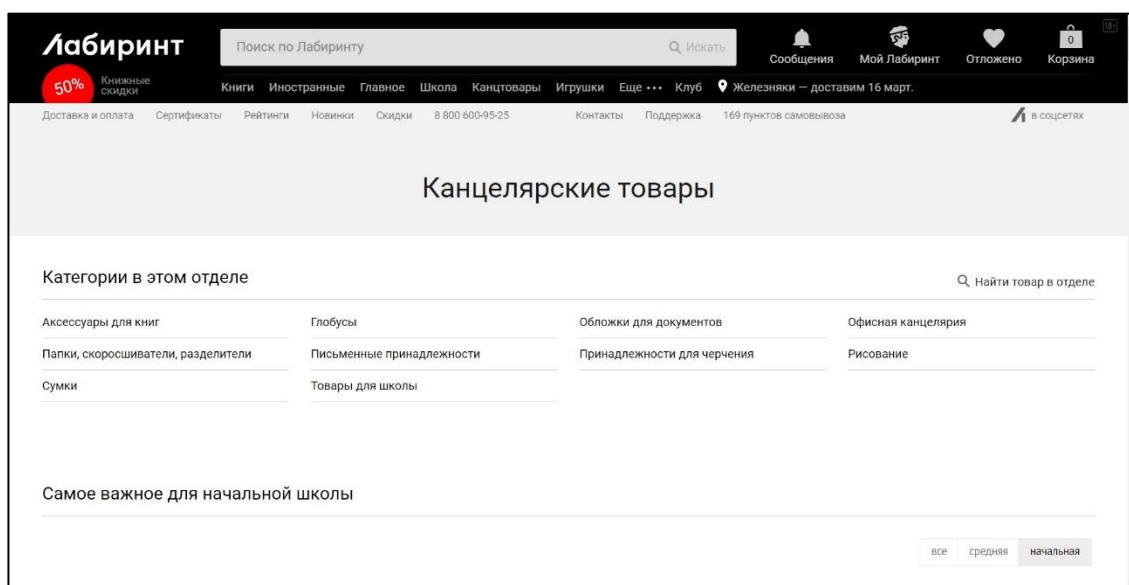 Лабиринт
Поиск по Лабиринту
Искать
Сообщения
Мой Лабиринт
Отложено
0
Корзина
18+
50%
Книжные
скидки
Книги Иностранные Главное Школа Канцтовары Игрушки Еще ••• Клуб Железняки — доставим 16 март.
Доставка и оплата Сертификаты Рейтинги Новинки Скидки 8 800 600-95-25 Контакты Поддержка 169 пунктов самовывоза в соцсетях
Канцелярские товары
Категории в этом отделе
Найти товар в отделе
Аксессуары для книг Глобусы Обложки для документов Офисная канцелярия
Папки, скоросшиватели, разделители Письменные принадлежности Принадлежности для черчения Рисование
Сумки Товары для школы
Самое важное для начальной школы
все средняя начальная